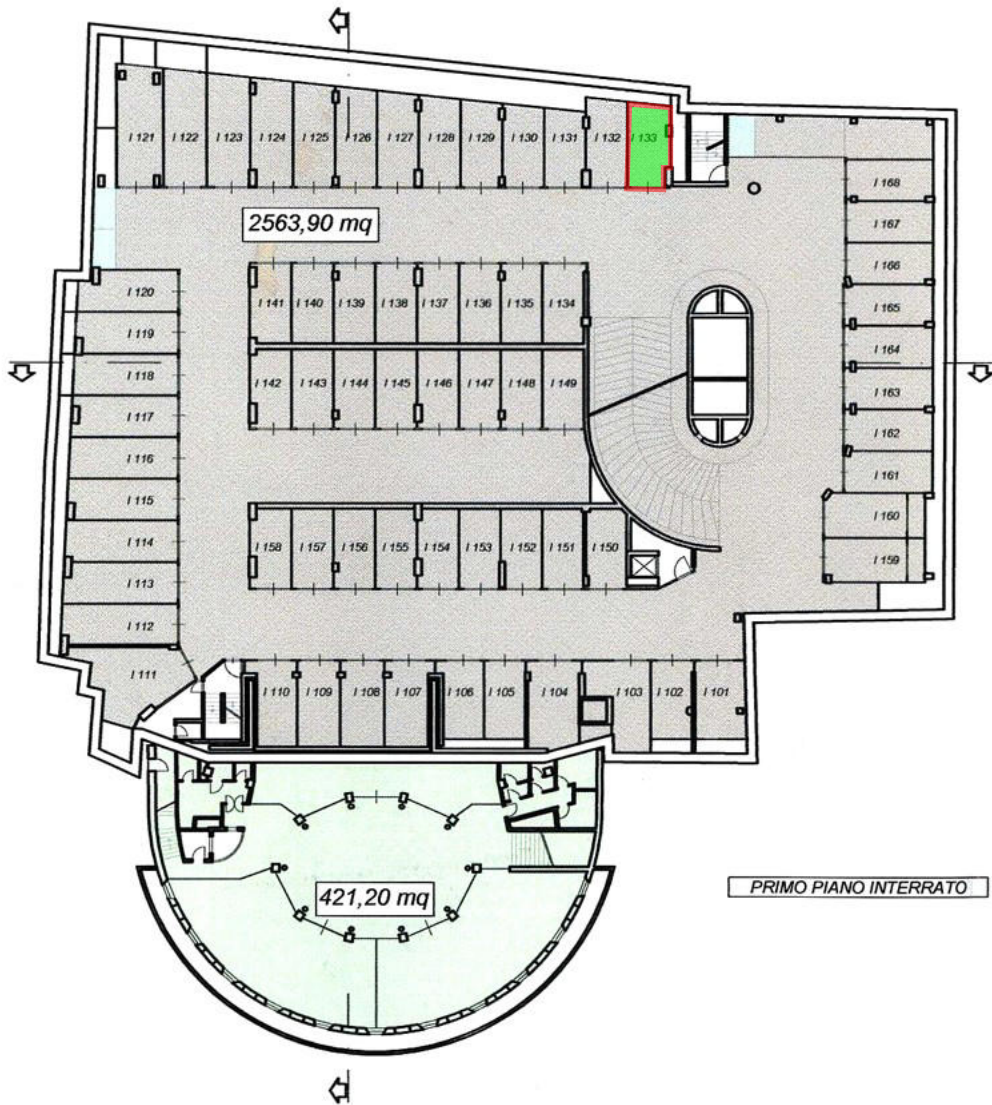 I 121 I 122 I 123 I 124 I 125 I 126 I 127 I 128 I 129 I 130 I 131 I 132 I 133
I 168
2563,90 mq
I 167
I 166
I 120
I 141 I 140 I 139 I 138 I 137 I 136 I 135 I 134
I 165
I 119
I 164
I 118
I 142 I 143 I 144 I 145 I 146 I 147 I 148 I 149
I 163
I 117
I 162
I 116
I 161
I 115
I 160
I 114
I 158 I 157 I 156 I 155 I 154 I 153 I 152 I 151 I 150
I 159
I 113
I 112
I 111
I 110 I 109 I 108 I 107 I 106 I 105 I 104 I 103 I 102 I 101
421,20 mq
PRIMO PIANO INTERRATO